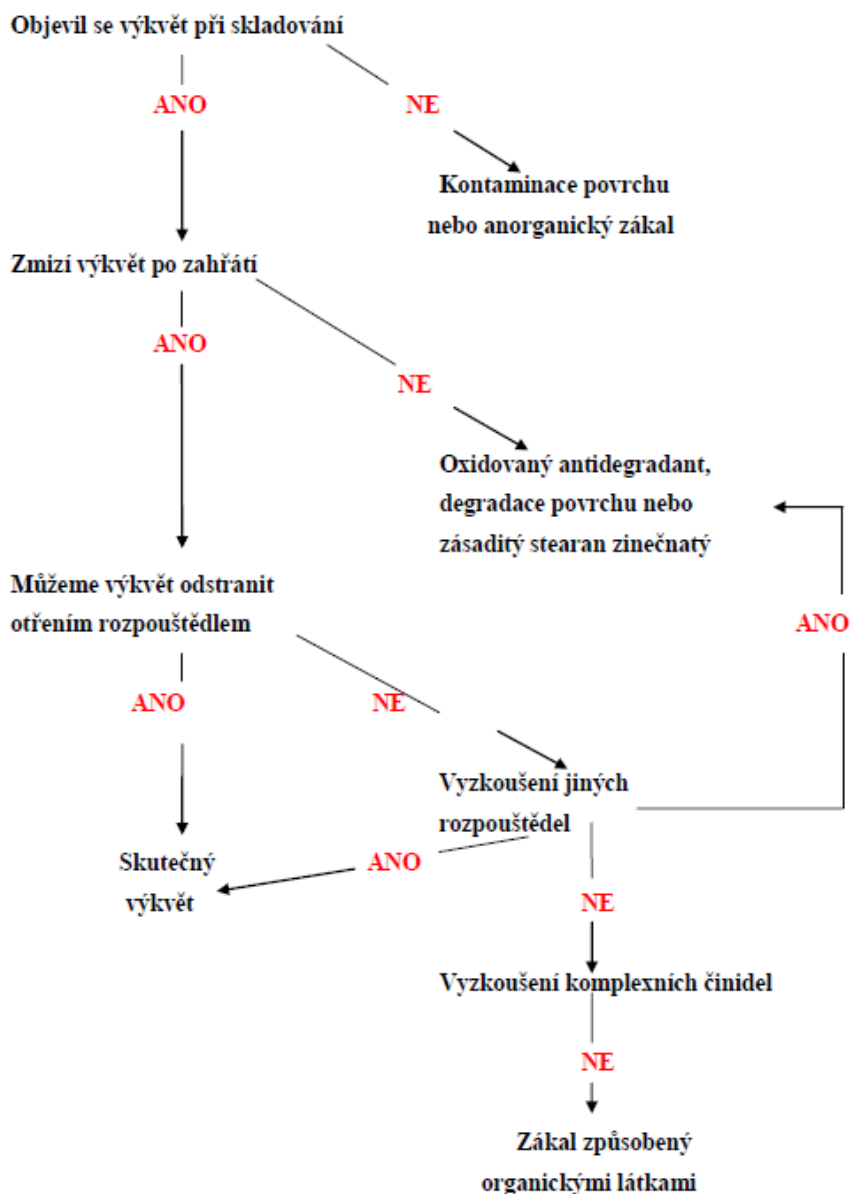 Objevil se výkvět při skladování
ANO
NE
Kontaminace povrchu
nebo anorganický zákal
Zmizí výkvět po zahřátí
ANO
NE
Oxidovaný antidegradant,
degradace povrchu nebo
zásaditý stearan zinečnatý
Můžeme výkvět odstranit
otřením rozpouštědlem
ANO
ANO
NE
Vyzkoušení jiných
rozpouštědel
Skutečný
výkvět
ANO
NE
Vyzkoušení komplexních činidel
NE
Zákal způsobený
organickými látkami